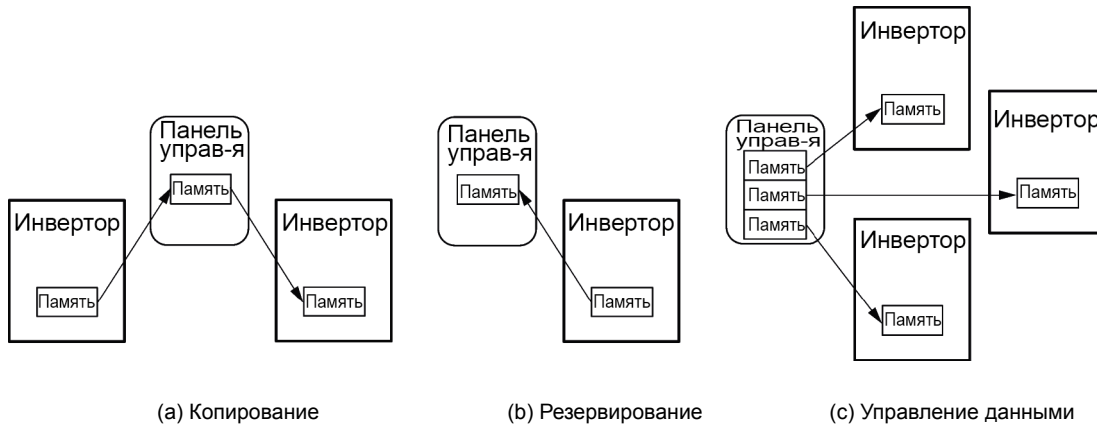 Панель
управ-я
Память
Инвертор
Память
Инвертор
Память
(a) Копирование
Панель
управ-я
Память
Инвертор
Память
(b) Резервирование
Панель
управ-я
Память
Память
Память
Инвертор
Память
Инвертор
Память
Инвертор
Память
(c) Управление данными